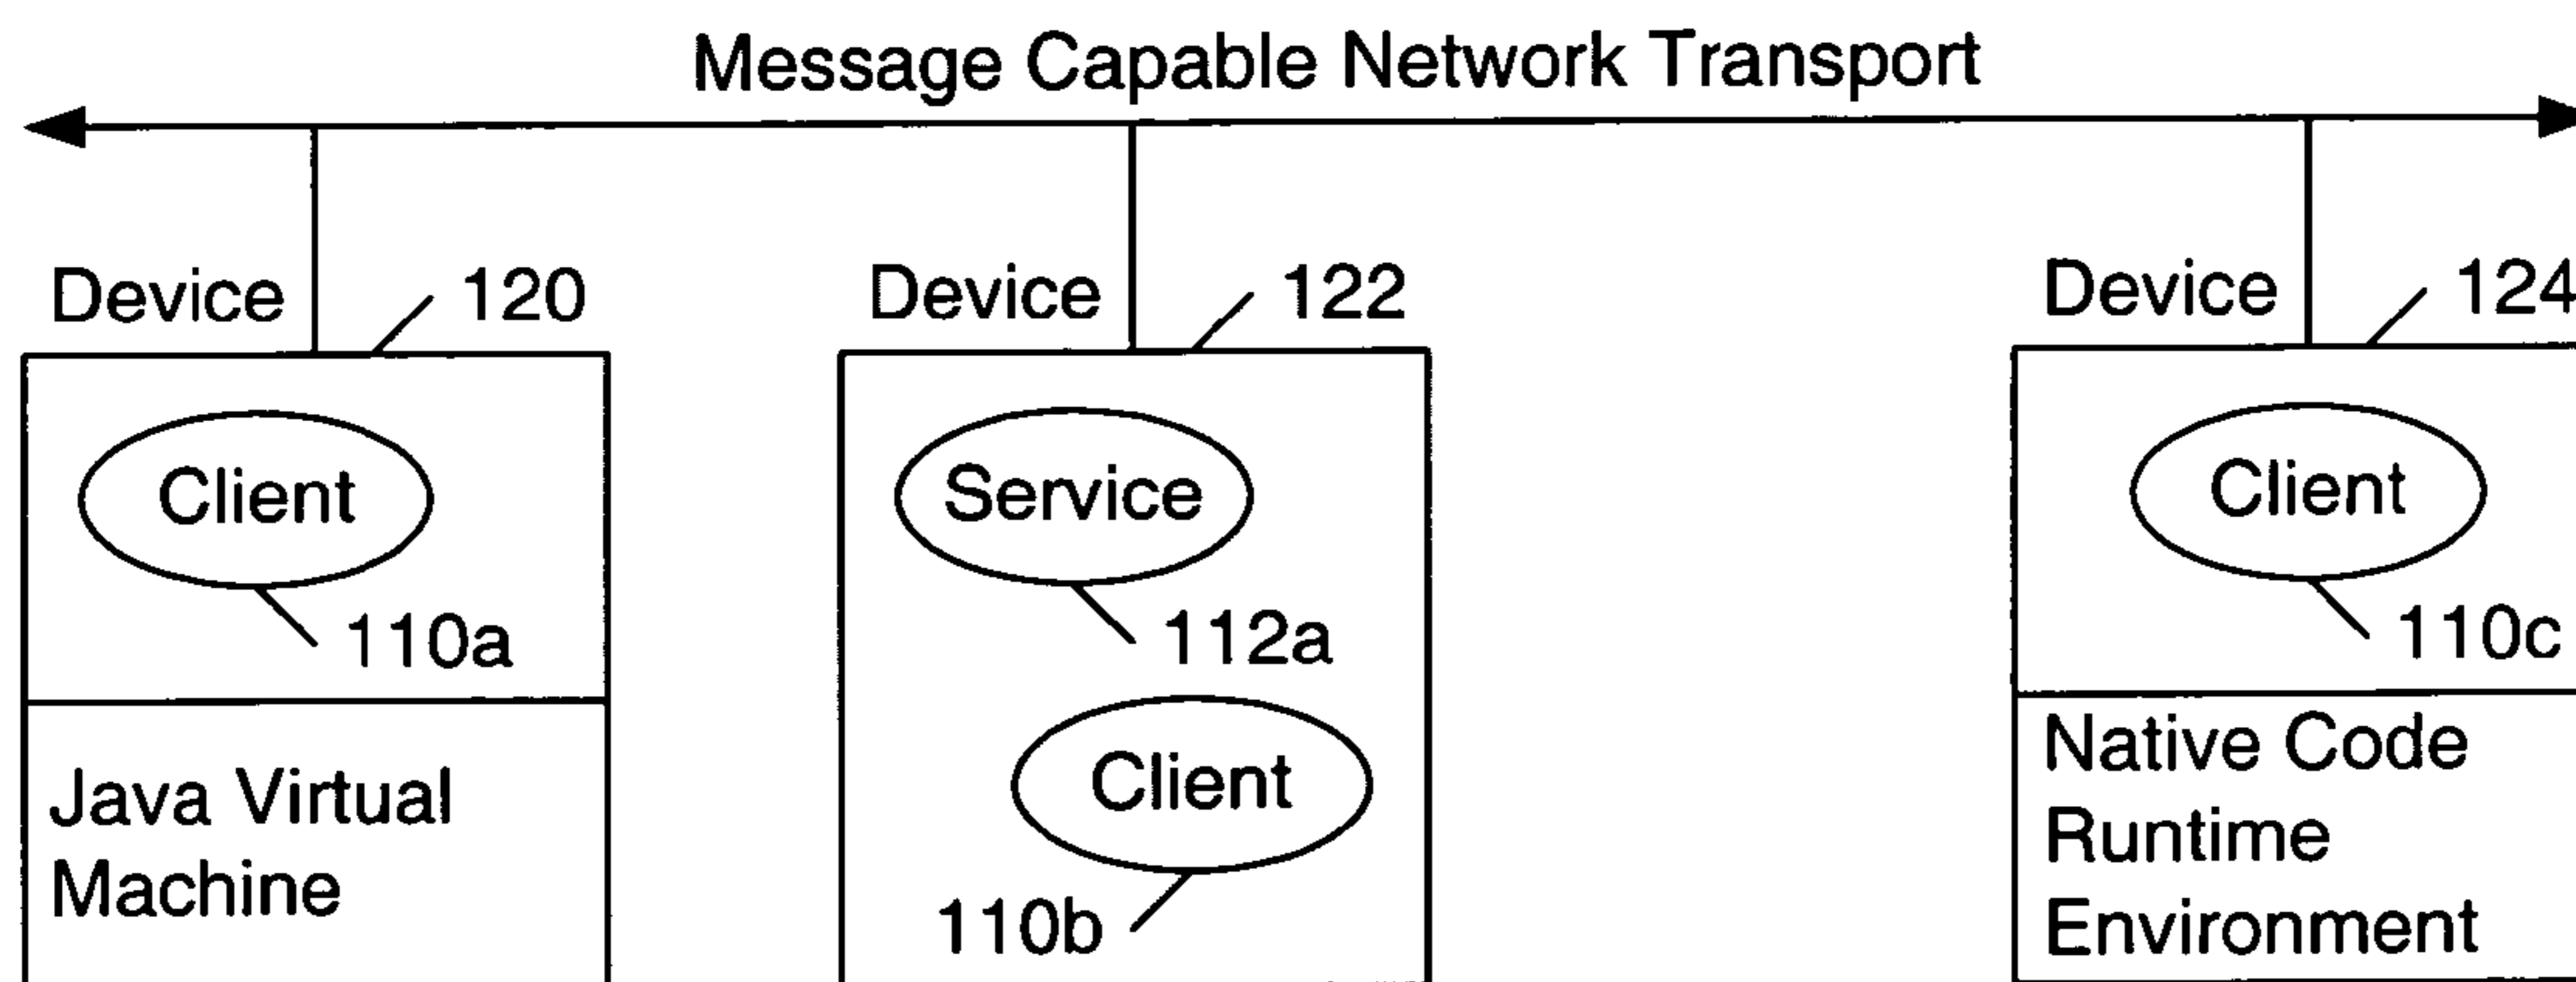 Message Capable Network Transport
Device 120
Device 122
Device 124
Client
110a
Java Virtual
Machine
Service
112a
Client
110b
Client
110c
Native Code
Runtime
Environment